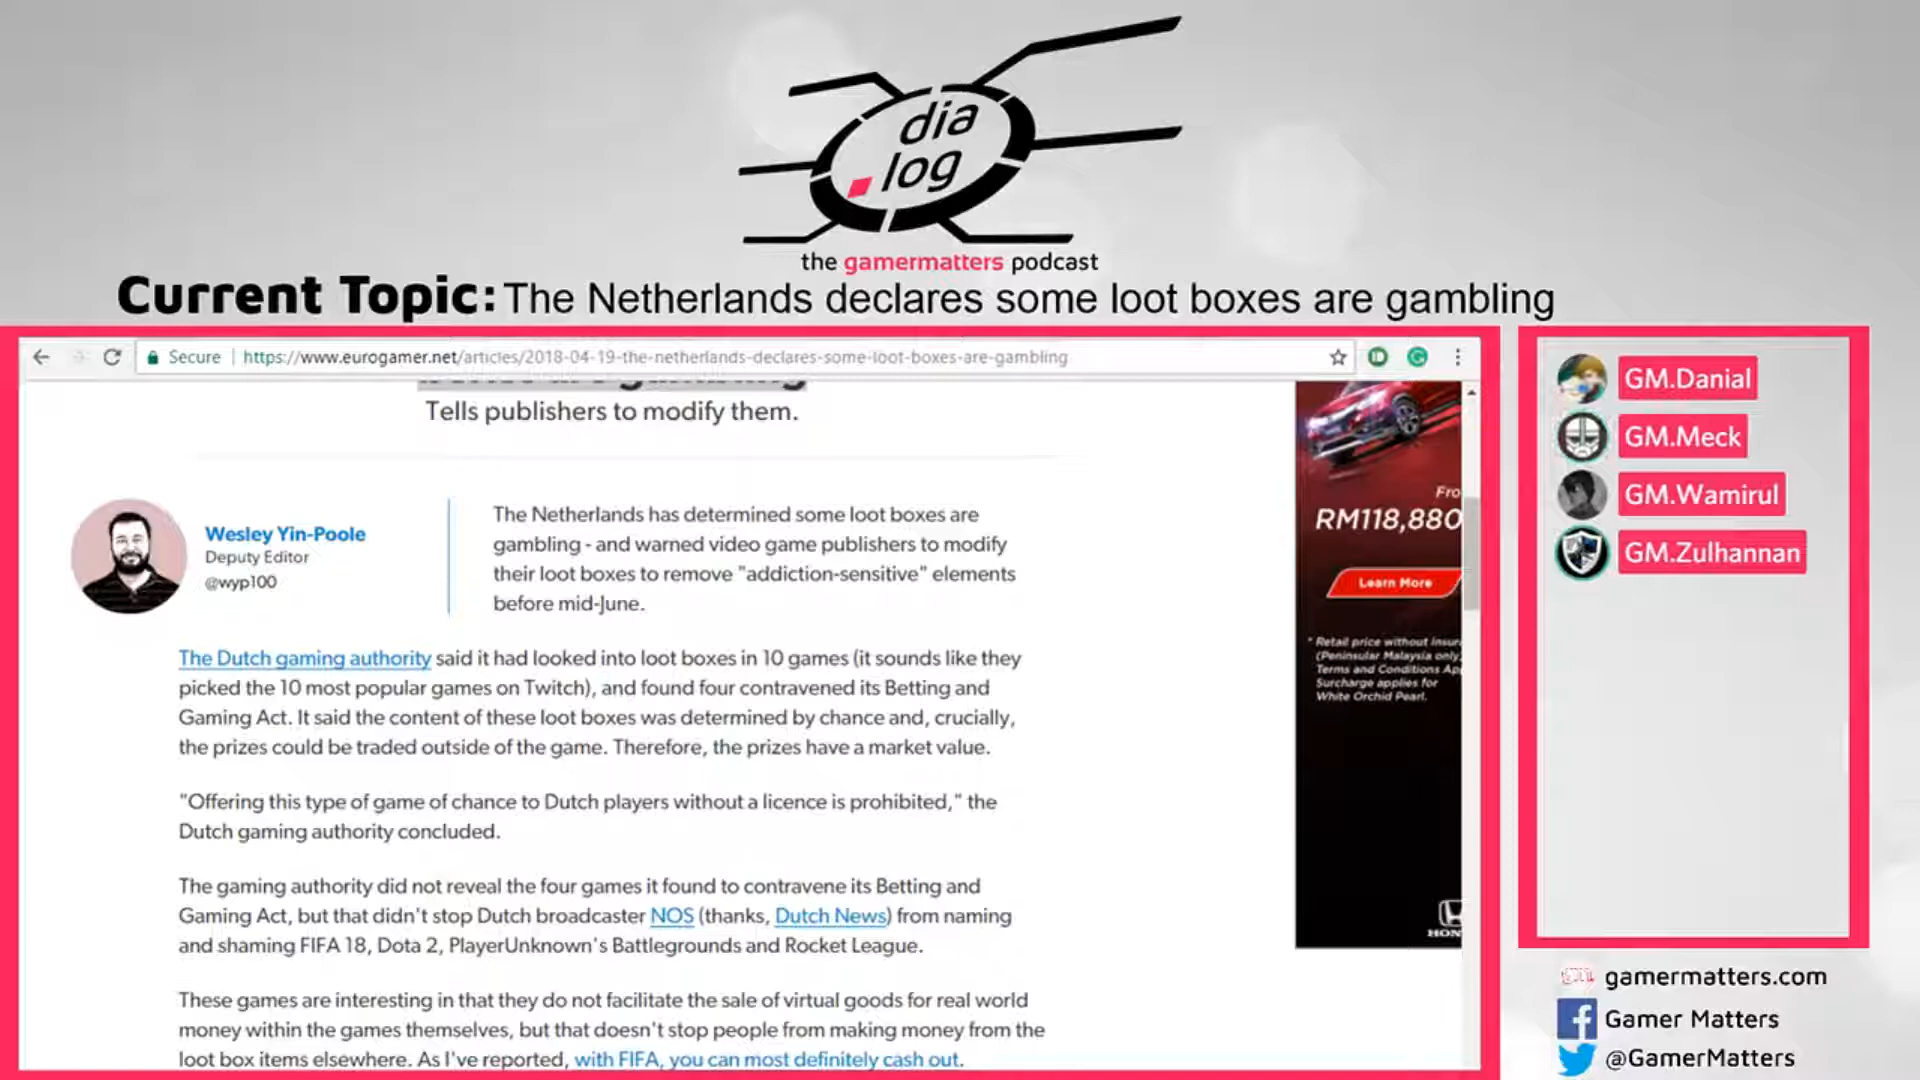 dia
.log
the gamermatters podcast
Current Topic: The Netherlands declares some loot boxes are gambling
Secure | https://www.eurogamer.net/articles/2018-04-19-the-netherlands-declares-some-loot-boxes-are-gambling
Tells publishers to modify them.
Wesley Yin-Poole
Deputy Editor
@wyp100
The Netherlands has determined some loot boxes are
gambling - and warned video game publishers to modify
their loot boxes to remove "addiction-sensitive" elements
before mid-June.
The Dutch gaming authority said it had looked into loot boxes in 10 games (it sounds like they
picked the 10 most popular games on Twitch), and found four contravened its Betting and
Gaming Act. It said the content of these loot boxes was determined by chance and, crucially,
the prizes could be traded outside of the game. Therefore, the prizes have a market value.
"Offering this type of game of chance to Dutch players without a licence is prohibited," the
Dutch gaming authority concluded.
The gaming authority did not reveal the four games it found to contravene its Betting and
Gaming Act, but that didn't stop Dutch broadcaster NOS (thanks, Dutch News) from naming
and shaming FIFA 18, Dota 2, PlayerUnknown's Battlegrounds and Rocket League.
These games are interesting in that they do not facilitate the sale of virtual goods for real world
money within the games themselves, but that doesn't stop people from making money from the
loot box items elsewhere. As I've reported, with FIFA, you can most definitely cash out.
Fro
RM118,880
Learn More
* Retail price without insur
(Peninsular Malaysia only)
Terms and Conditions Ap
Surcharge applies for
White Orchid Pearl.
HON
GM.Danial
GM.Meck
GM.Wamirul
GM.Zulhannan
gamermatters.com
Gamer Matters
@GamerMatters